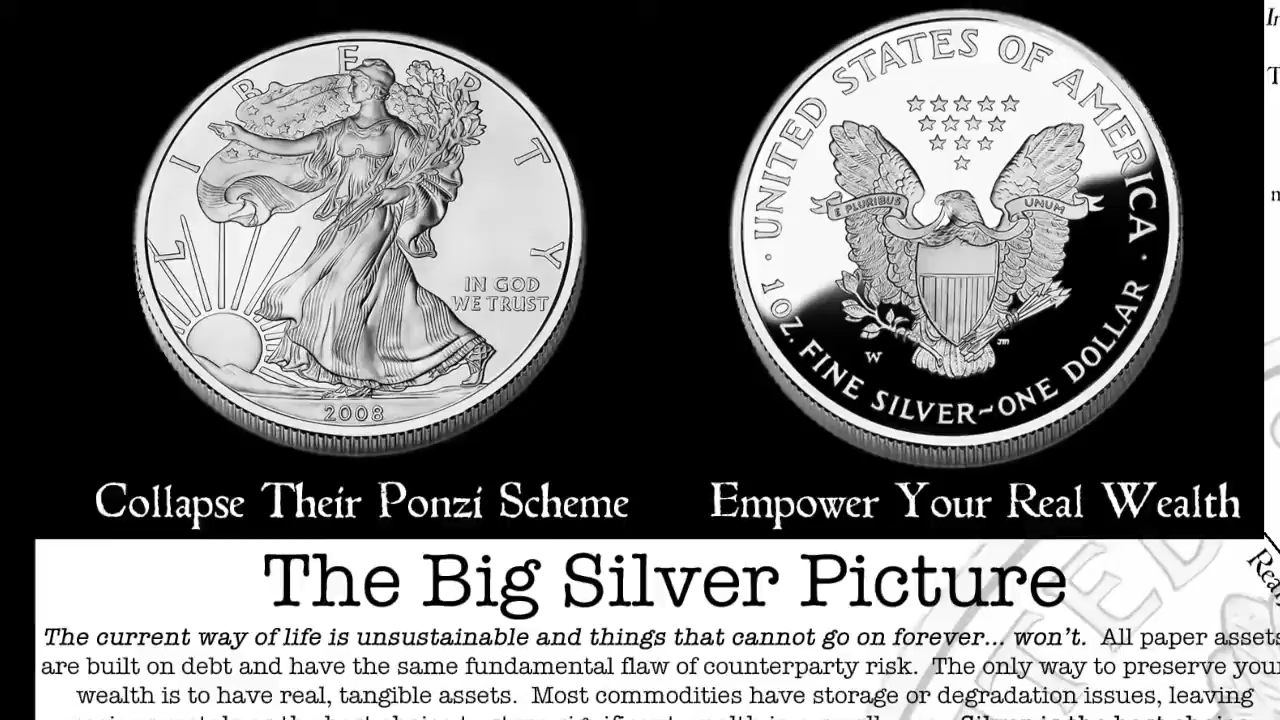 LIBERTY
IN GOD
WE TRUST
2008
UNITED STATES OF AMERICA
E PLURIBUS UNUM
W
1 OZ. FINE SILVER~ONE DOLLAR
Collapse Their Ponzi Scheme
Empower Your Real Wealth
The Big Silver Picture
The current way of life is unsustainable and things that cannot go on forever... won't. All paper assets
are built on debt and have the same fundamental flaw of counterparty risk. The only way to preserve your
wealth is to have real, tangible assets. Most commodities have storage or degradation issues, leaving